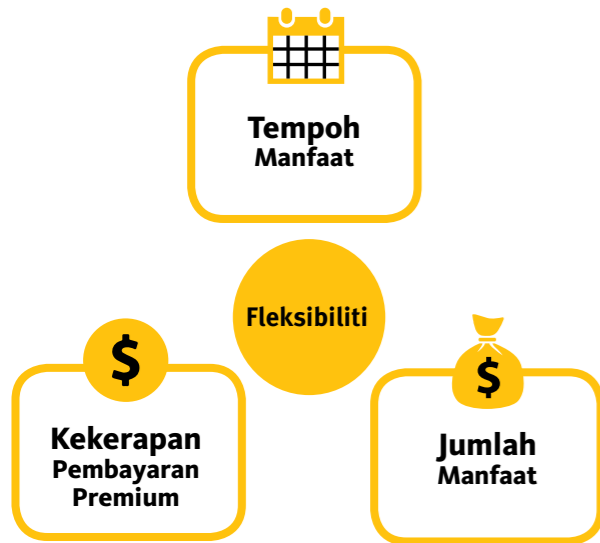 Tempoh
Manfaat
Fleksibiliti
$
Kekerapan
Pembayaran
Premium
$
Jumlah
Manfaat